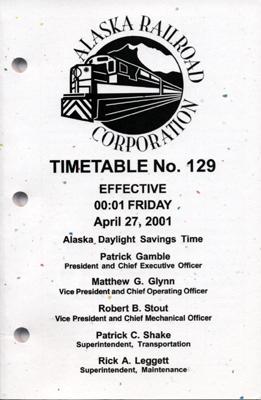 ALASKA RAILROAD
CORPORATION
TIMETABLE No. 129
EFFECTIVE
00:01 FRIDAY
April 27, 2001
Alaska Daylight Savings Time
Patrick Gamble
President and Chief Executive Officer
Matthew G. Glynn
Vice President and Chief Operating Officer
Robert B. Stout
Vice President and Chief Mechanical Officer
Patrick C. Shake
Superintendent, Transportation
Rick A. Leggett
Superintendent, Maintenance